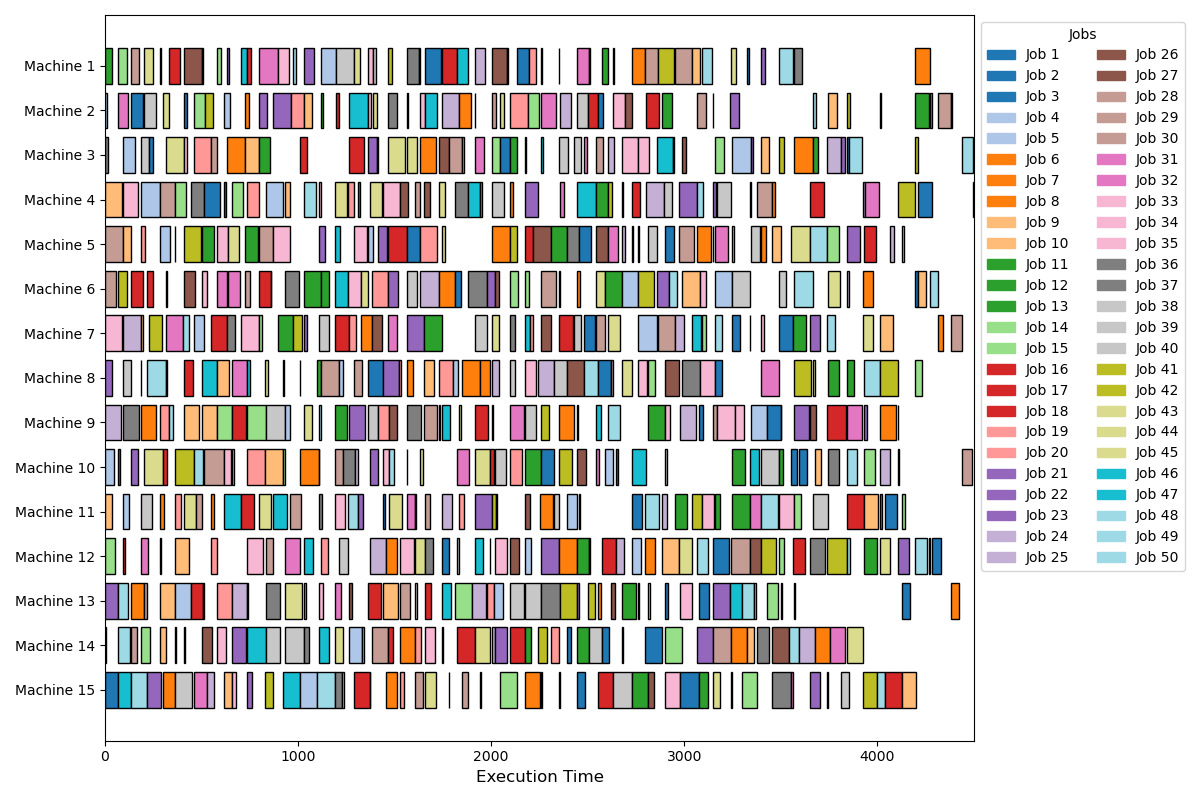 Machine 1
Machine 2
Machine 3
Machine 4
Machine 5
Machine 6
Machine 7
Machine 8
Machine 9
Machine 10
Machine 11
Machine 12
Machine 13
Machine 14
Machine 15
0 1000 2000 3000 4000
Execution Time
Jobs
Job 1 Job 26
Job 2 Job 27
Job 3 Job 28
Job 4 Job 29
Job 5 Job 30
Job 6 Job 31
Job 7 Job 32
Job 8 Job 33
Job 9 Job 34
Job 10 Job 35
Job 11 Job 36
Job 12 Job 37
Job 13 Job 38
Job 14 Job 39
Job 15 Job 40
Job 16 Job 41
Job 17 Job 42
Job 18 Job 43
Job 19 Job 44
Job 20 Job 45
Job 21 Job 46
Job 22 Job 47
Job 23 Job 48
Job 24 Job 49
Job 25 Job 50